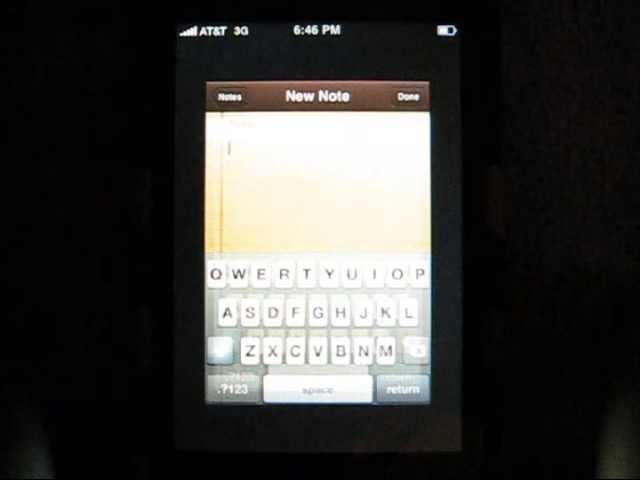 AT&T 3G 6:46 PM
Notes New Note Done
Q W E R T Y U I O P
A S D F G H J K L
Z X C V B N M
.?123 space return